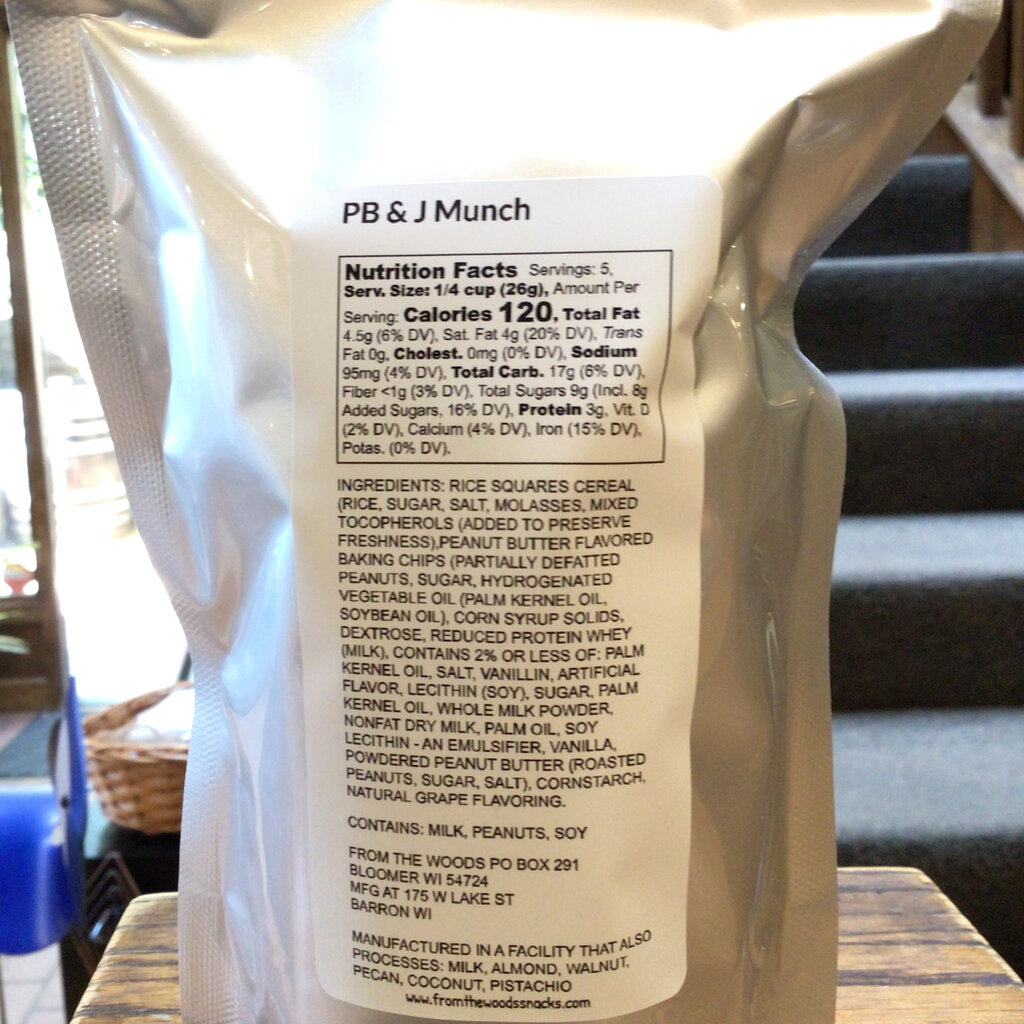 PB & J Munch
Nutrition Facts Servings: 5,
Serv. Size: 1/4 cup (26g), Amount Per
Serving: Calories 120, Total Fat
4.5g (6% DV), Sat. Fat 4g (20% DV), Trans
Fat 0g, Cholest. 0mg (0% DV), Sodium
95mg (4% DV), Total Carb. 17g (6% DV),
Fiber <1g (3% DV), Total Sugars 9g (Incl. 8g
Added Sugars, 16% DV), Protein 3g, Vit. D
(2% DV), Calcium (4% DV), Iron (15% DV),
Potas. (0% DV).
INGREDIENTS: RICE SQUARES CEREAL
(RICE, SUGAR, SALT, MOLASSES, MIXED
TOCOPHEROLS (ADDED TO PRESERVE
FRESHNESS),PEANUT BUTTER FLAVORED
BAKING CHIPS (PARTIALLY DEFATTED
PEANUTS, SUGAR, HYDROGENATED
VEGETABLE OIL (PALM KERNEL OIL,
SOYBEAN OIL), CORN SYRUP SOLIDS,
DEXTROSE, REDUCED PROTEIN WHEY
(MILK), CONTAINS 2% OR LESS OF: PALM
KERNEL OIL, SALT, VANILLIN, ARTIFICIAL
FLAVOR, LECITHIN (SOY), SUGAR, PALM
KERNEL OIL, WHOLE MILK POWDER,
NONFAT DRY MILK, PALM OIL, SOY
LECITHIN - AN EMULSIFIER, VANILLA,
POWDERED PEANUT BUTTER (ROASTED
PEANUTS, SUGAR, SALT), CORNSTARCH,
NATURAL GRAPE FLAVORING.
CONTAINS: MILK, PEANUTS, SOY
FROM THE WOODS PO BOX 291
BLOOMER WI 54724
MFG AT 175 W LAKE ST
BARRON WI
MANUFACTURED IN A FACILITY THAT ALSO
PROCESSES: MILK, ALMOND, WALNUT,
PECAN, COCONUT, PISTACHIO
www.fromthewoodssnacks.com